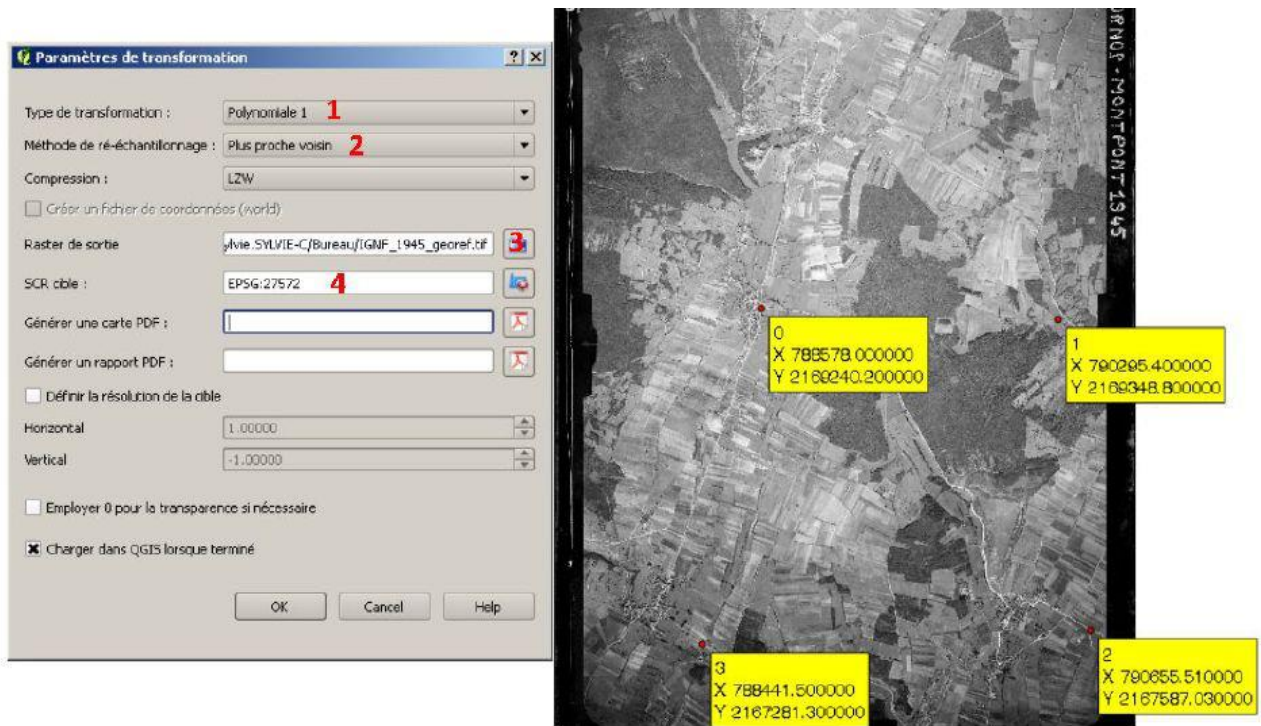 Paramètres de transformation
Type de transformation :
Polynomiale 1
1
Méthode de ré-échantillonnage :
Plus proche voisin
2
Compression :
LZW
Créer un fichier de coordonnées (world)
Raster de sortie
ylvie.SYLVIE-C/Bureau/IGNF_1945_georef.tif
3
SCR cible :
EPSG:27572
4
Générer une carte PDF :
Générer un rapport PDF :
Définir la résolution de la cible
Horizontal
1.00000
Vertical
-1.00000
Employer 0 pour la transparence si nécessaire
Charger dans QGIS lorsque terminé
OK
Cancel
Help
MONTPONT 1945
0
X 788578.000000
Y 2169240.200000
1
X 790295.400000
Y 2169348.800000
2
X 790655.510000
Y 2167587.030000
3
X 788441.500000
Y 2167281.300000